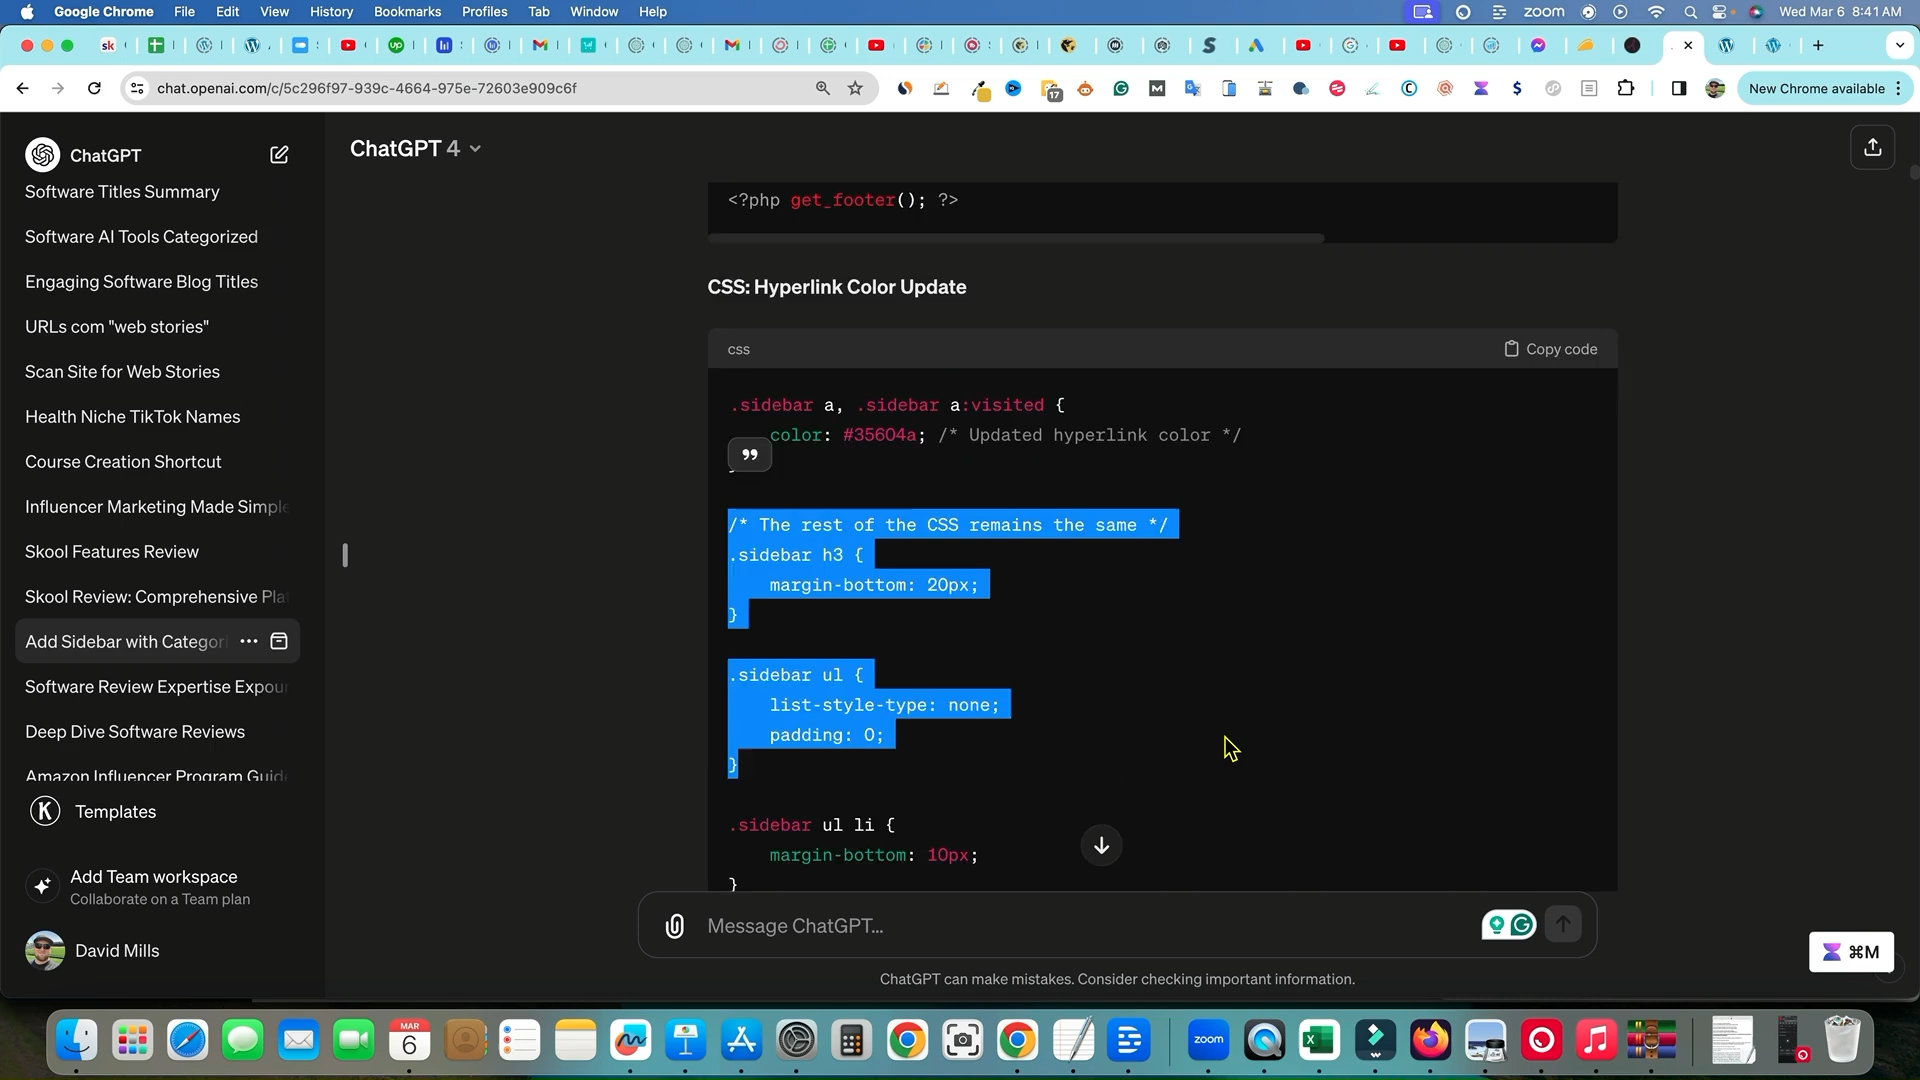 Google Chrome File Edit View History Bookmarks Profiles Tab Window Help
zoom
Wed Mar 6 8:41 AM
chat.openai.com/c/5c296f97-939c-4664-975e-72603e909c6f
17
New Chrome available
ChatGPT
Software Titles Summary
Software AI Tools Categorized
Engaging Software Blog Titles
URLs com "web stories"
Scan Site for Web Stories
Health Niche TikTok Names
Course Creation Shortcut
Influencer Marketing Made Simple
Skool Features Review
Skool Review: Comprehensive Pla
Add Sidebar with Categori
Software Review Expertise Expou
Deep Dive Software Reviews
Amazon Influencer Program Guide
K Templates
Add Team workspace
Collaborate on a Team plan
David Mills
ChatGPT 4
<?php get_footer(); ?>
CSS: Hyperlink Color Update
css
Copy code
.sidebar a, .sidebar a:visited {
color: #35604a; /* Updated hyperlink color */
}
/* The rest of the CSS remains the same */
.sidebar h3 {
margin-bottom: 20px;
}
.sidebar ul {
list-style-type: none;
padding: 0;
}
.sidebar ul li {
margin-bottom: 10px;
}
Message ChatGPT...
ChatGPT can make mistakes. Consider checking important information.
⌘M
MAR
6
zoom